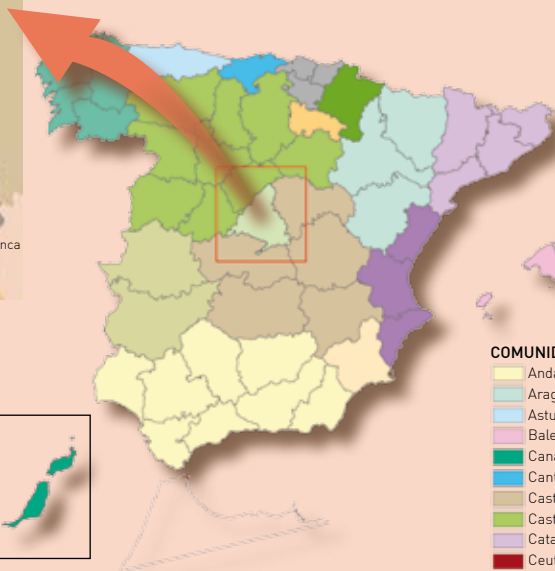 nca
COMUNID
Anda
Arag
Astu
Bale
Cana
Cant
Cast
Cast
Cata
Ceut